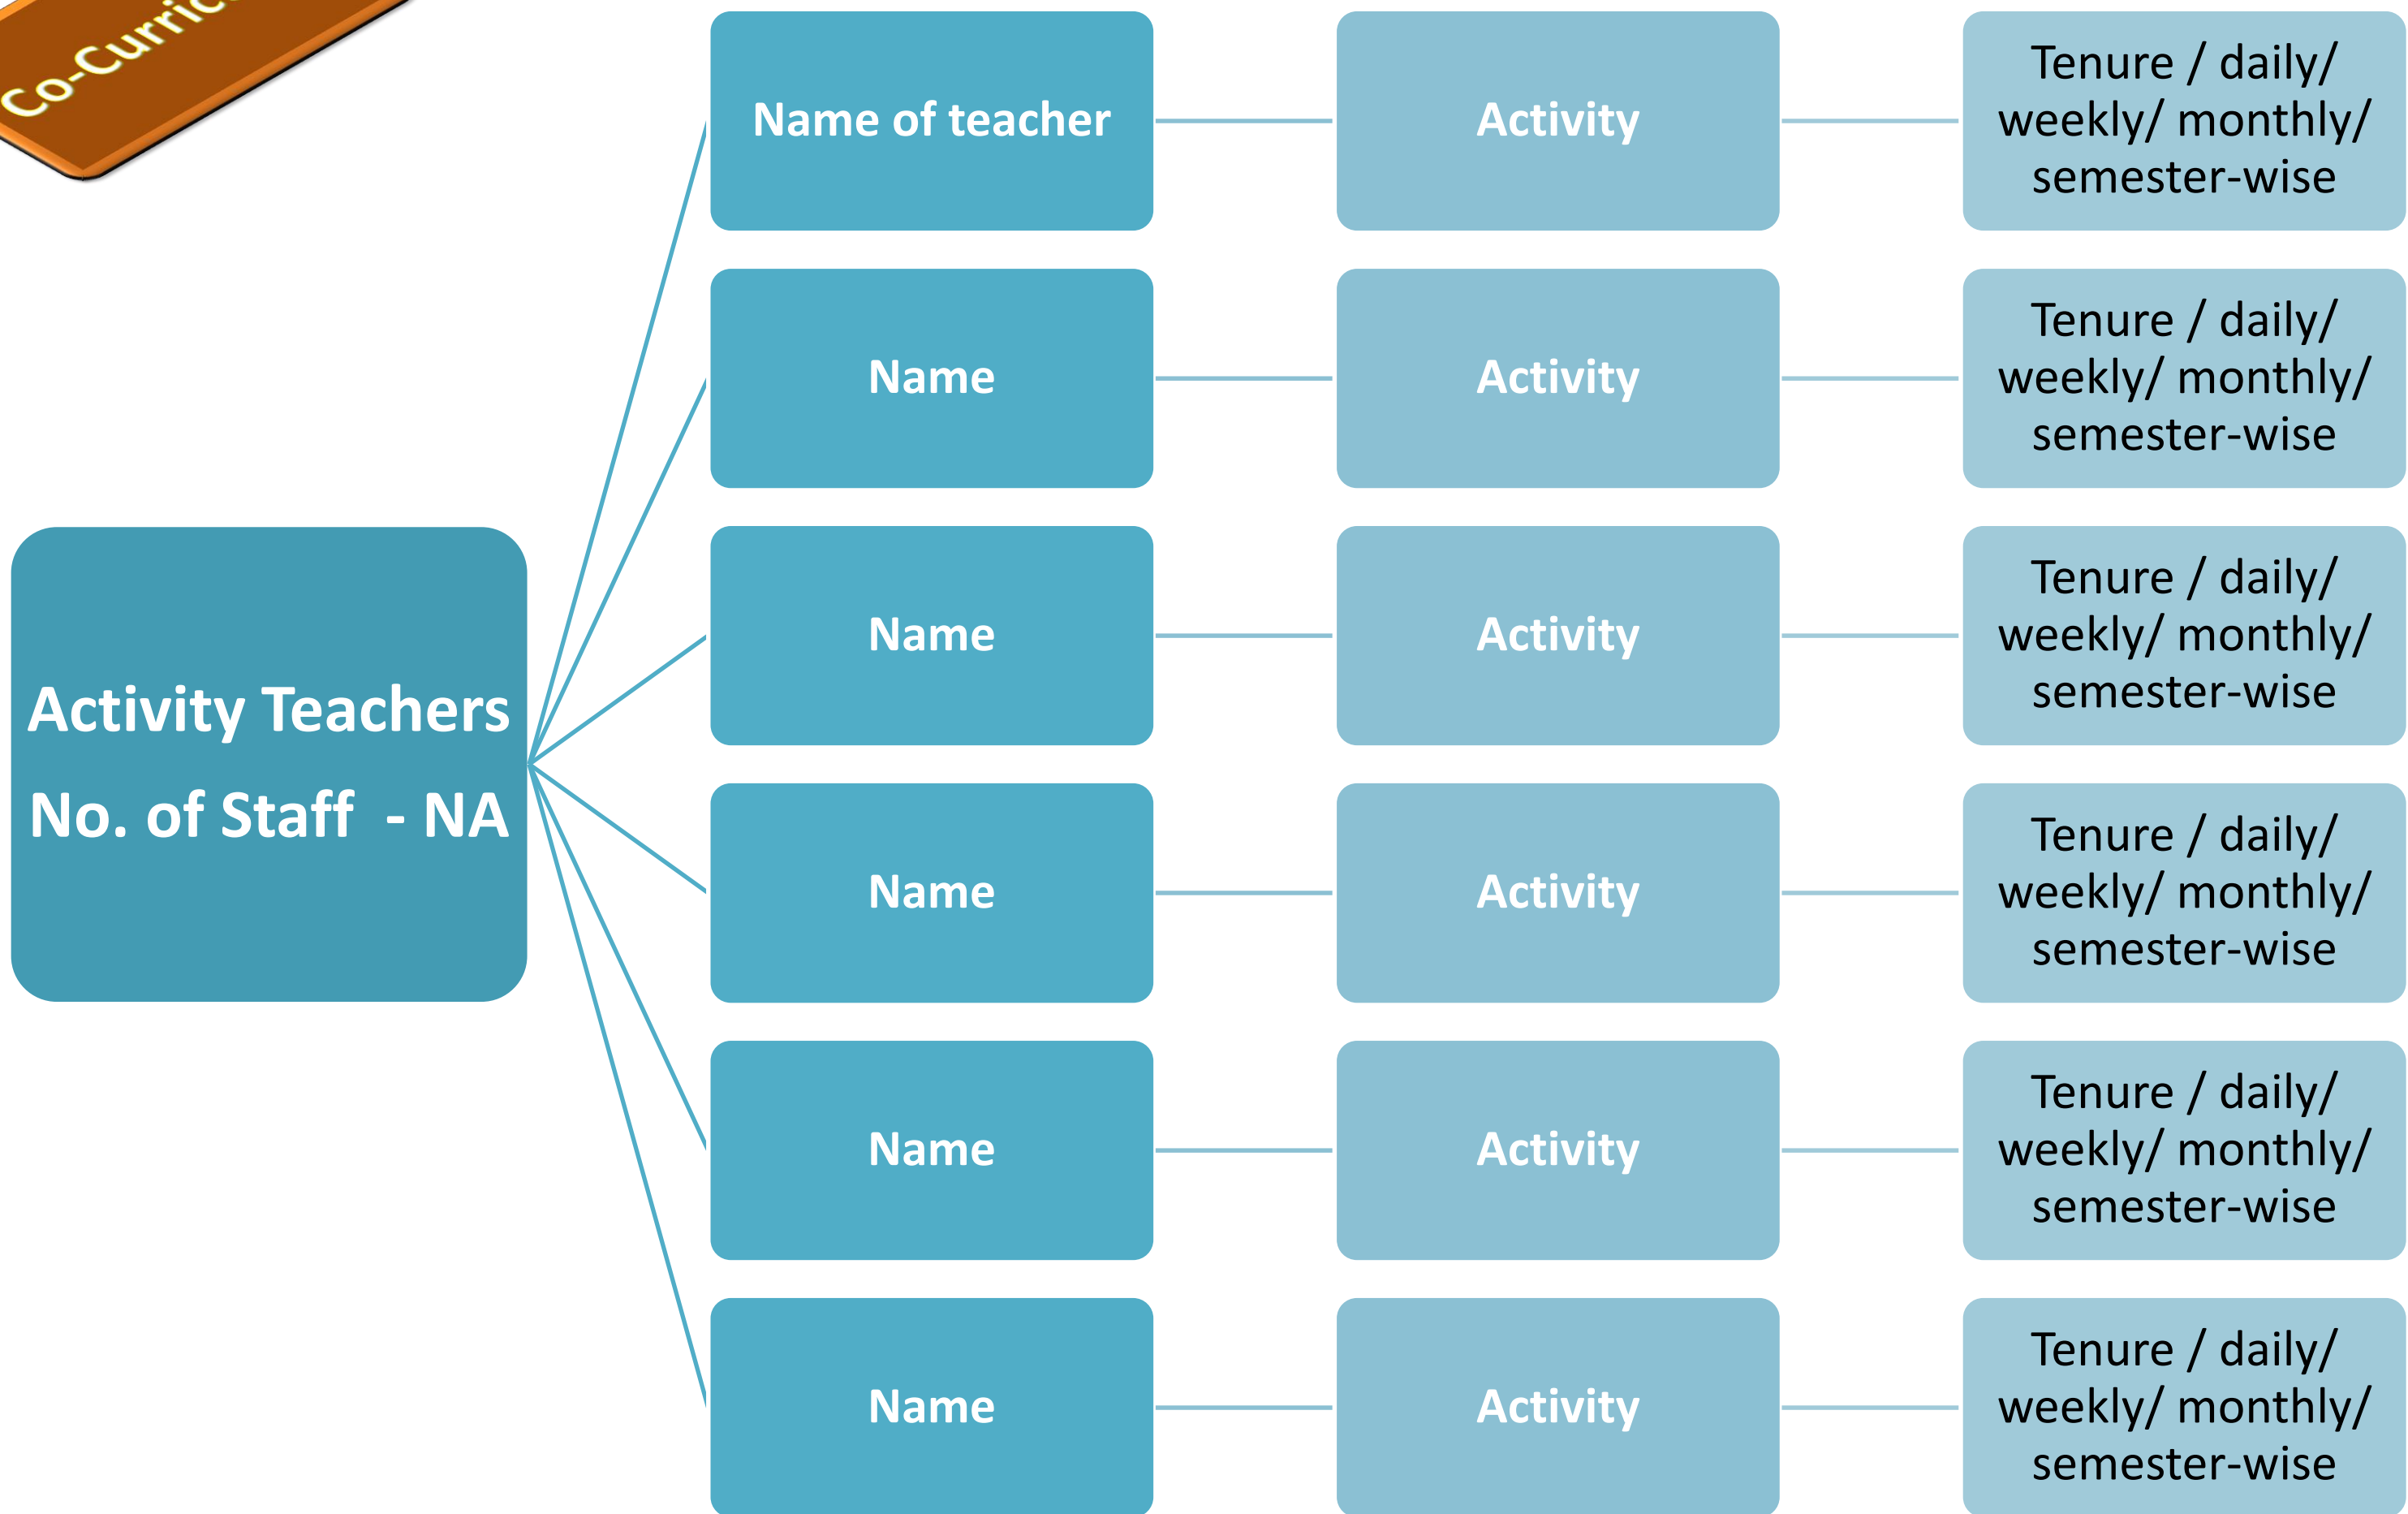 Name of teacher
Activity
Tenure / daily/
weekly/ monthly/
semester-wise
Name
Activity
Tenure / daily/
weekly/ monthly/
semester-wise
Activity Teachers
No. of Staff  - NA
Name
Activity
Tenure / daily/
weekly/ monthly/
semester-wise
Name
Activity
Tenure / daily/
weekly/ monthly/
semester-wise
Name
Activity
Tenure / daily/
weekly/ monthly/
semester-wise
Name
Activity
Tenure / daily/
weekly/ monthly/
semester-wise